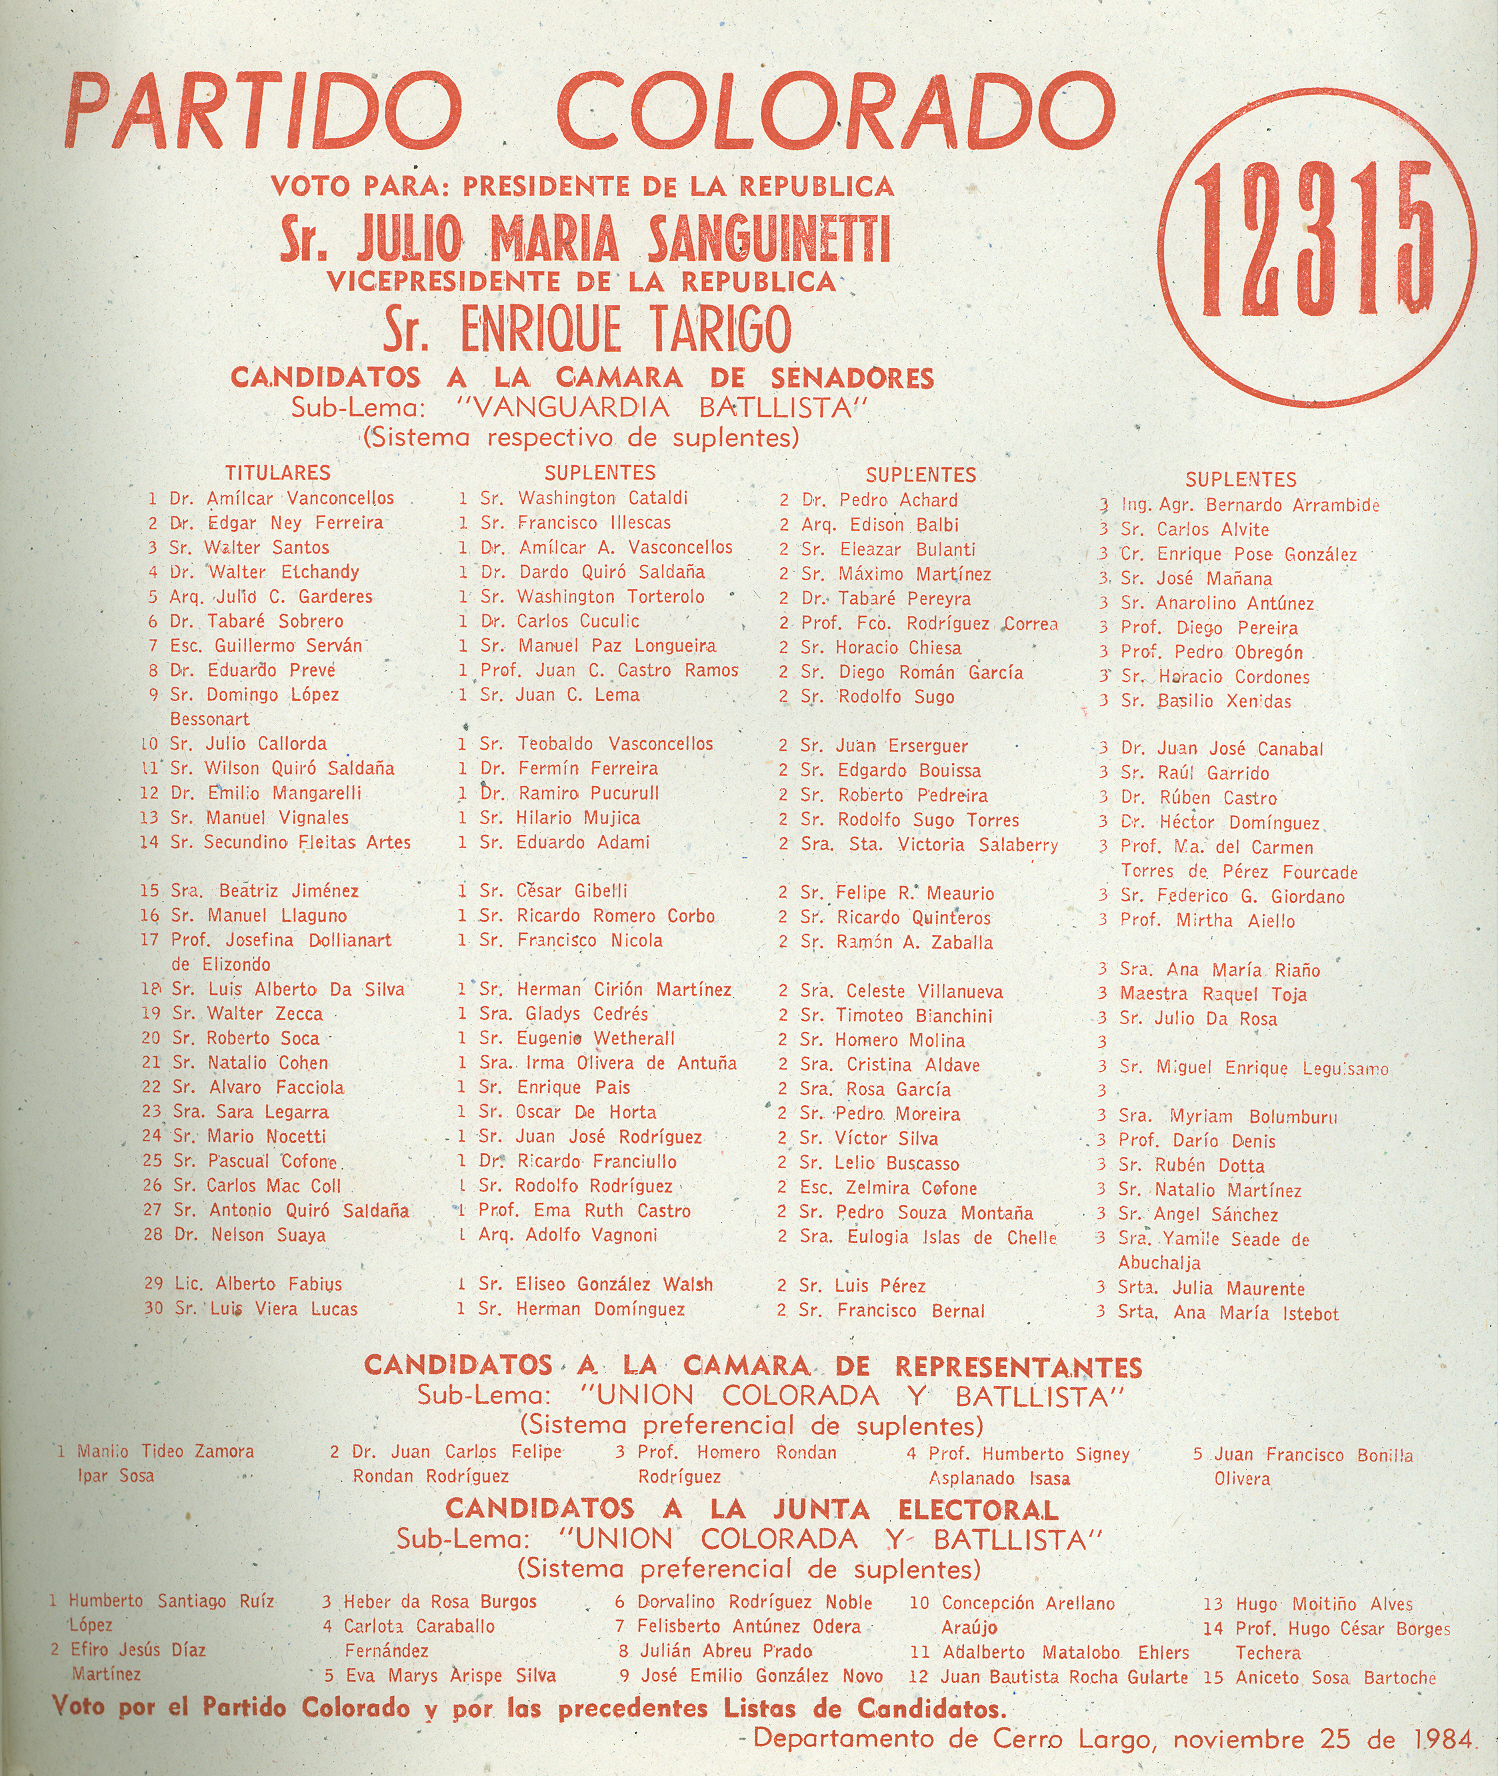 PARTIDO COLORADO
12315
VOTO PARA: PRESIDENTE DE LA REPUBLICA
Sr. JULIO MARIA SANGUINETTI
VICEPRESIDENTE DE LA REPUBLICA
Sr. ENRIQUE TARIGO
CANDIDATOS A LA CAMARA DE SENADORES
Sub-Lema: "VANGUARDIA BATLLISTA"
(Sistema respectivo de suplentes)
TITULARES
1 Dr. Amílcar Vanconcellos
2 Dr. Edgar Ney Ferreira
3 Sr. Walter Santos
4 Dr. Walter Etchandy
5 Arq. Julio C. Garderes
6 Dr. Tabaré Sobrero
7 Esc. Guillermo Serván
8 Dr. Eduardo Prevé
9 Sr. Domingo López
Bessonart
10 Sr. Julio Callorda
11 Sr. Wilson Quiró Saldaña
12 Dr. Emilio Mangarelli
13 Sr. Manuel Vignales
14 Sr. Secundino Fleitas Artes
15 Sra. Beatriz Jiménez
16 Sr. Manuel Llaguno
17 Prof. Josefina Dollianart
de Elizondo
18 Sr. Luis Alberto Da Silva
19 Sr. Walter Zecca
20 Sr. Roberto Soca
21 Sr. Natalio Cohen
22 Sr. Alvaro Facciola
23 Sra. Sara Legarra
24 Sr. Mario Nocetti
25 Sr. Pascual Cofone
26 Sr. Carlos Mac Coll
27 Sr. Antonio Quiró Saldaña
28 Dr. Nelson Suaya
29 Lic. Alberto Fabius
30 Sr. Luis Viera Lucas
SUPLENTES
1 Sr. Washington Cataldi
1 Sr. Francisco Illescas
1 Dr. Amílcar A. Vasconcellos
1 Dr. Dardo Quiró Saldaña
1 Sr. Washington Torterolo
1 Dr. Carlos Cuculic
1 Sr. Manuel Paz Longueira
1 Prof. Juan C. Castro Ramos
1 Sr. Juan C. Lema
1 Sr. Teobaldo Vasconcellos
1 Dr. Fermín Ferreira
1 Dr. Ramiro Pucurull
1 Sr. Hilario Mujica
1 Sr. Eduardo Adami
1 Sr. César Gibelli
1 Sr. Ricardo Romero Corbo
1 Sr. Francisco Nicola
1 Sr. Herman Cirión Martínez
1 Sra. Gladys Cedrés
1 Sr. Eugenio Wetherall
1 Sra. Irma Olivera de Antuña
1 Sr. Enrique Pais
1 Sr. Oscar De Horta
1 Sr. Juan José Rodríguez
1 Dr. Ricardo Franciullo
1 Sr. Rodolfo Rodríguez
1 Prof. Ema Ruth Castro
1 Arq. Adolfo Vagnoni
1 Sr. Eliseo González Walsh
1 Sr. Herman Domínguez
SUPLENTES
2 Dr. Pedro Achard
2 Arq. Edison Balbi
2 Sr. Eleazar Bulanti
2 Sr. Máximo Martínez
2 Dr. Tabaré Pereyra
2 Prof. Fco. Rodríguez Correa
2 Sr. Horacio Chiesa
2 Sr. Diego Román García
2 Sr. Rodolfo Sugo
2 Sr. Juan Erserguer
2 Sr. Edgardo Bouissa
2 Sr. Roberto Pedreira
2 Sr. Rodolfo Sugo Torres
2 Sra. Sta. Victoria Salaberry
2 Sr. Felipe R. Meaurio
2 Sr. Ricardo Quinteros
2 Sr. Ramón A. Zaballa
2 Sra. Celeste Villanueva
2 Sr. Timoteo Bianchini
2 Sr. Homero Molina
2 Sra. Cristina Aldave
2 Sra. Rosa García
2 Sr. Pedro Moreira
2 Sr. Víctor Silva
2 Sr. Lelio Buscasso
2 Esc. Zelmira Cofone
2 Sr. Pedro Souza Montaña
2 Sra. Eulogia Islas de Chelle
2 Sr. Luis Pérez
2 Sr. Francisco Bernal
SUPLENTES
3 Ing. Agr. Bernardo Arrambide
3 Sr. Carlos Alvite
3 Cr. Enrique Pose González
3 Sr. José Mañana
3 Sr. Anarolino Antúnez
3 Prof. Diego Pereira
3 Prof. Pedro Obregón
3 Sr. Horacio Cordones
3 Sr. Basilio Xenidas
3 Dr. Juan José Canabal
3 Sr. Raúl Garrido
3 Dr. Rúben Castro
3 Dr. Héctor Domínguez
3 Prof. Ma. del Carmen
Torres de Pérez Fourcade
3 Sr. Federico G. Giordano
3 Prof. Mirtha Aiello
3 Sra. Ana María Riaño
3 Maestra Raquel Toja
3 Sr. Julio Da Rosa
3
3 Sr. Miguel Enrique Leguisamo
3
3 Sra. Myriam Bolumburu
3 Prof. Darío Denis
3 Sr. Rubén Dotta
3 Sr. Natalio Martínez
3 Sr. Angel Sánchez
3 Sra. Yamile Seade de
Abuchalja
3 Srta. Julia Maurente
3 Srta. Ana María Istebot
CANDIDATOS A LA CAMARA DE REPRESENTANTES
Sub-Lema: "UNION COLORADA Y BATLLISTA"
(Sistema preferencial de suplentes)
1 Manlio Tideo Zamora
Ipar Sosa
2 Dr. Juan Carlos Felipe
Rondan Rodríguez
3 Prof. Homero Rondan
Rodríguez
4 Prof. Humberto Signey
Asplanado Isasa
5 Juan Francisco Bonilla
Olivera
CANDIDATOS A LA JUNTA ELECTORAL
Sub-Lema: "UNION COLORADA Y BATLLISTA"
(Sistema preferencial de suplentes)
1 Humberto Santiago Ruíz
López
2 Efiro Jesús Díaz
Martínez
3 Heber da Rosa Burgos
4 Carlota Caraballo
Fernández
5 Eva Marys Arispe Silva
6 Dorvalino Rodríguez Noble
7 Felisberto Antúnez Odera
8 Julián Abreu Prado
9 José Emilio González Novo
10 Concepción Arellano
Araújo
11 Adalberto Matalobo Ehlers
12 Juan Bautista Rocha Gularte
13 Hugo Moitiño Alves
14 Prof. Hugo César Borges
Techera
15 Aniceto Sosa Bartoche
Voto por el Partido Colorado y por las precedentes Listas de Candidatos.
Departamento de Cerro Largo, noviembre 25 de 1984.